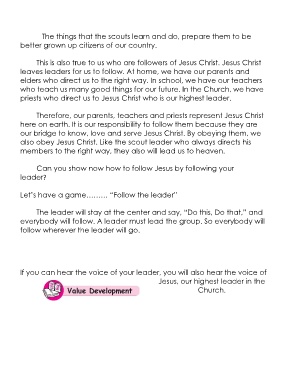 The things that the scouts learn and do, prepare them to be
better grown up citizens of our country.
This is also true to us who are followers of Jesus Christ. Jesus Christ
leaves leaders for us to follow. At home, we have our parents and
elders who direct us to the right way. In school, we have our teachers
who teach us many good things for our future. In the Church, we have
priests who direct us to Jesus Christ who is our highest leader.
Therefore, our parents, teachers and priests represent Jesus Christ
here on earth. It is our responsibility to follow them because they are
our bridge to know, love and serve Jesus Christ. By obeying them, we
also obey Jesus Christ. Like the scout leader who always directs his
members to the right way, they also will lead us to heaven.
Can you show now how to follow Jesus by following your
leader?
Let's have a game……… "Follow the leader"
The leader will stay at the center and say, "Do this, Do that," and
everybody will follow. A leader must lead the group. So everybody will
follow wherever the leader will go.
If you can hear the voice of your leader, you will also hear the voice of
Jesus, our highest leader in the
Church.
Value Development